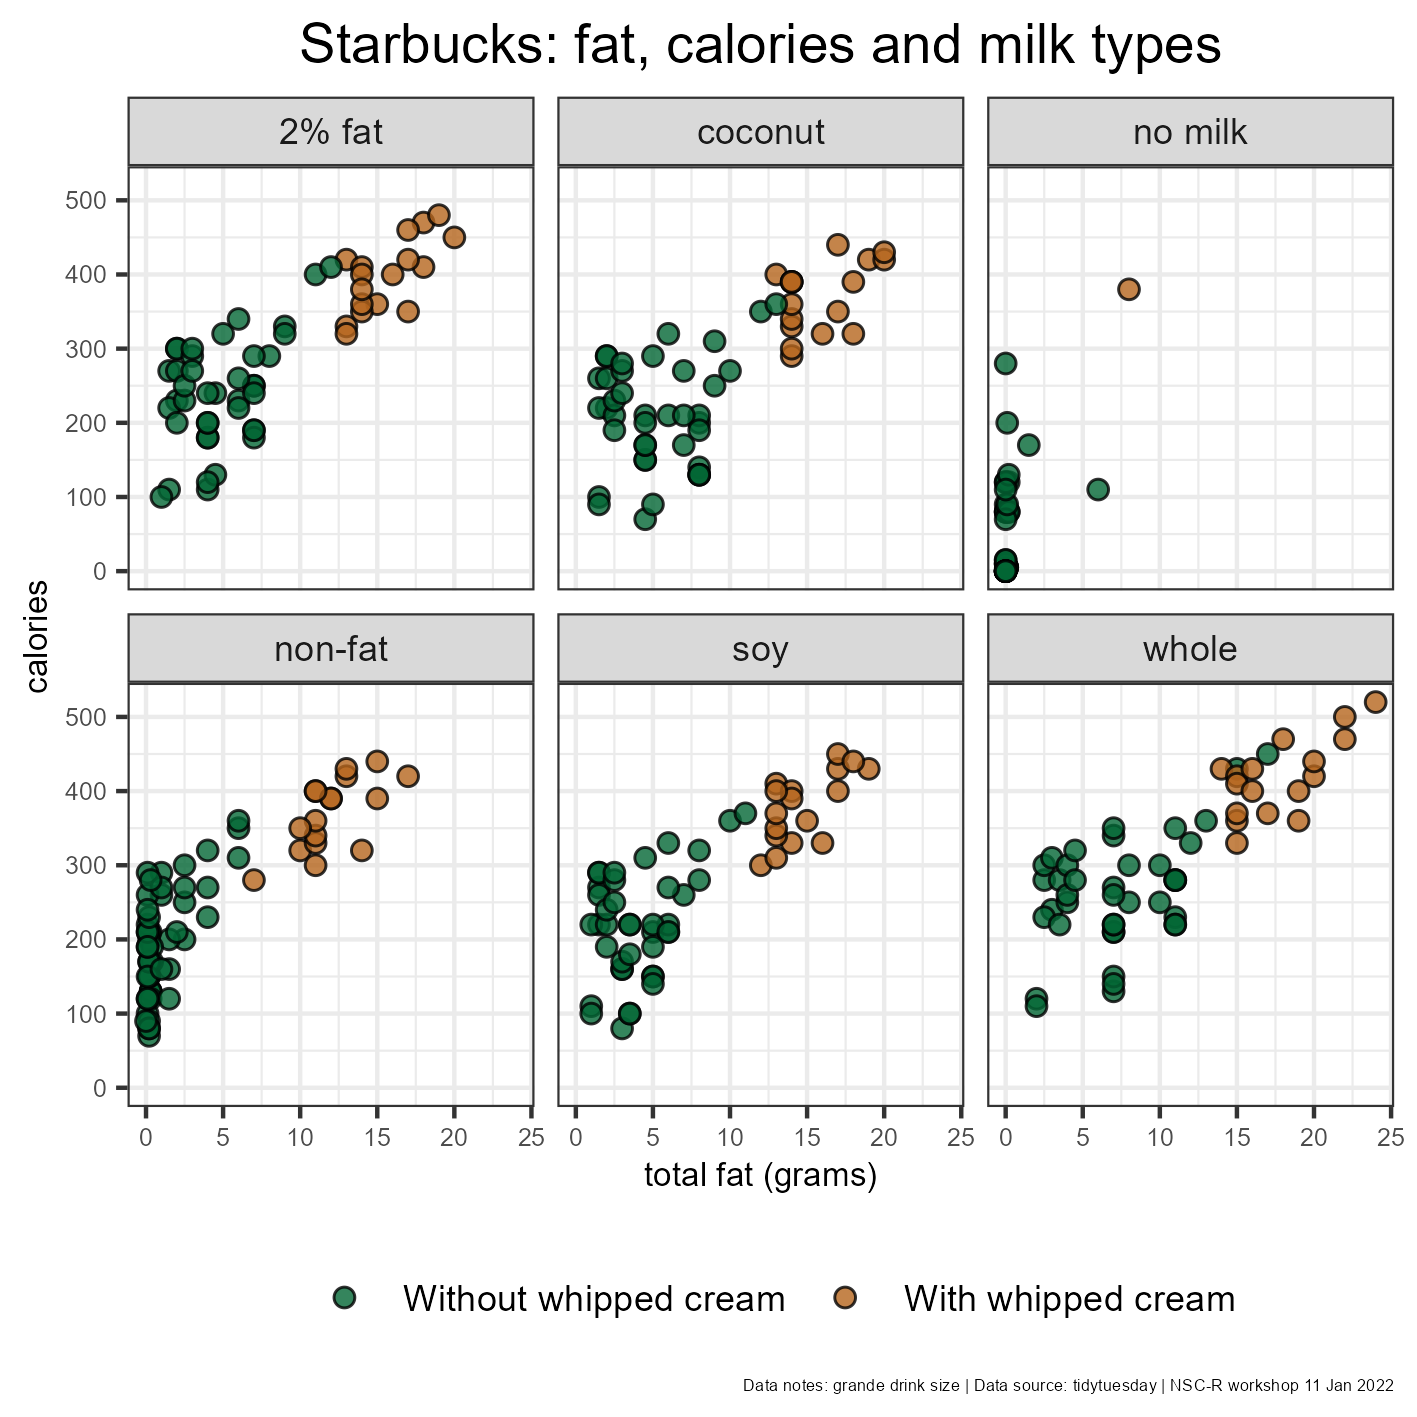 Starbucks: fat, calories and milk types
2% fat
coconut
no milk
500
400
300
200
100
0
calories
non-fat
soy
whole
500
400
300
200
100
0
0 5 10 15 20 25
0 5 10 15 20 25
0 5 10 15 20 25
total fat (grams)
Without whipped cream
With whipped cream
Data notes: grande drink size | Data source: tidytuesday | NSC-R workshop 11 Jan 2022